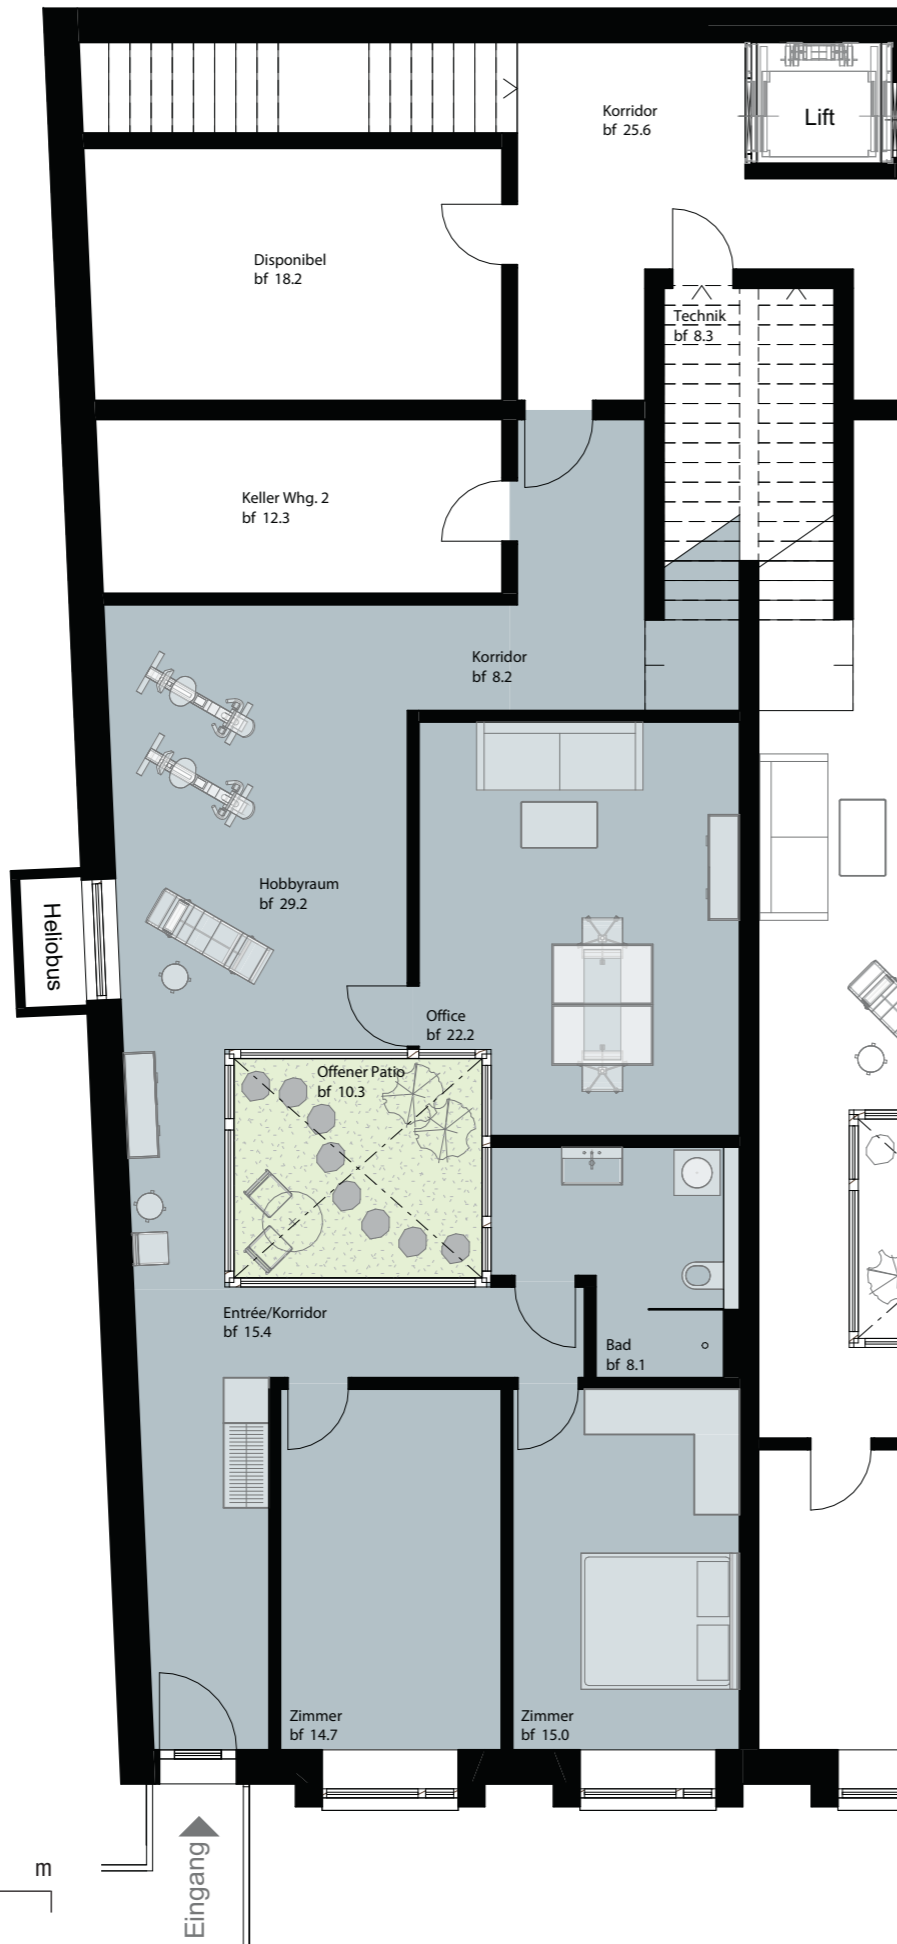 Korridor
bf 25.6
Lift
Disponibel
bf 18.2
Technik
bf 8.3
Keller Whg. 2
bf 12.3
Korridor
bf 8.2
Hobbyraum
bf 29.2
Heliobus
Office
bf 22.2
Offener Patio
bf 10.3
Entrée/Korridor
bf 15.4
Bad
bf 8.1
Zimmer
bf 14.7
Zimmer
bf 15.0
Eingang
m